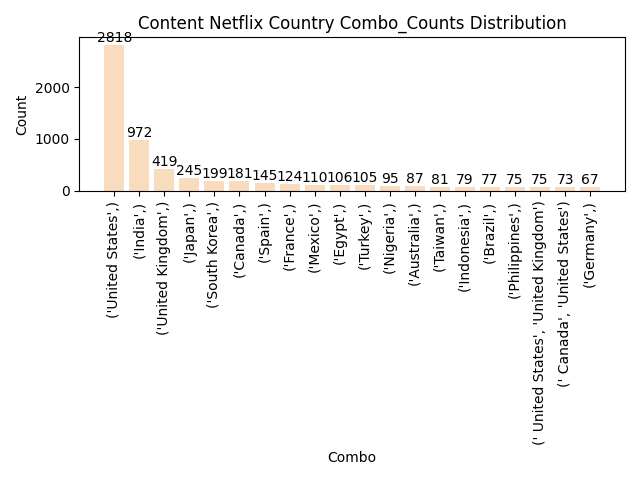 Content Netflix Country Combo_Counts Distribution
2818
972
419
245
199
181
145
124
110
106
105
95
87
81
79
77
75
75
73
67
2000
1000
0
Count
('United States',)
('India',)
('United Kingdom',)
('Japan',)
('South Korea',)
('Canada',)
('Spain',)
('France',)
('Mexico',)
('Egypt',)
('Turkey',)
('Nigeria',)
('Australia',)
('Taiwan',)
('Indonesia',)
('Brazil',)
('Philippines',)
(' United States', 'United Kingdom')
(' Canada', 'United States')
('Germany',)
Combo